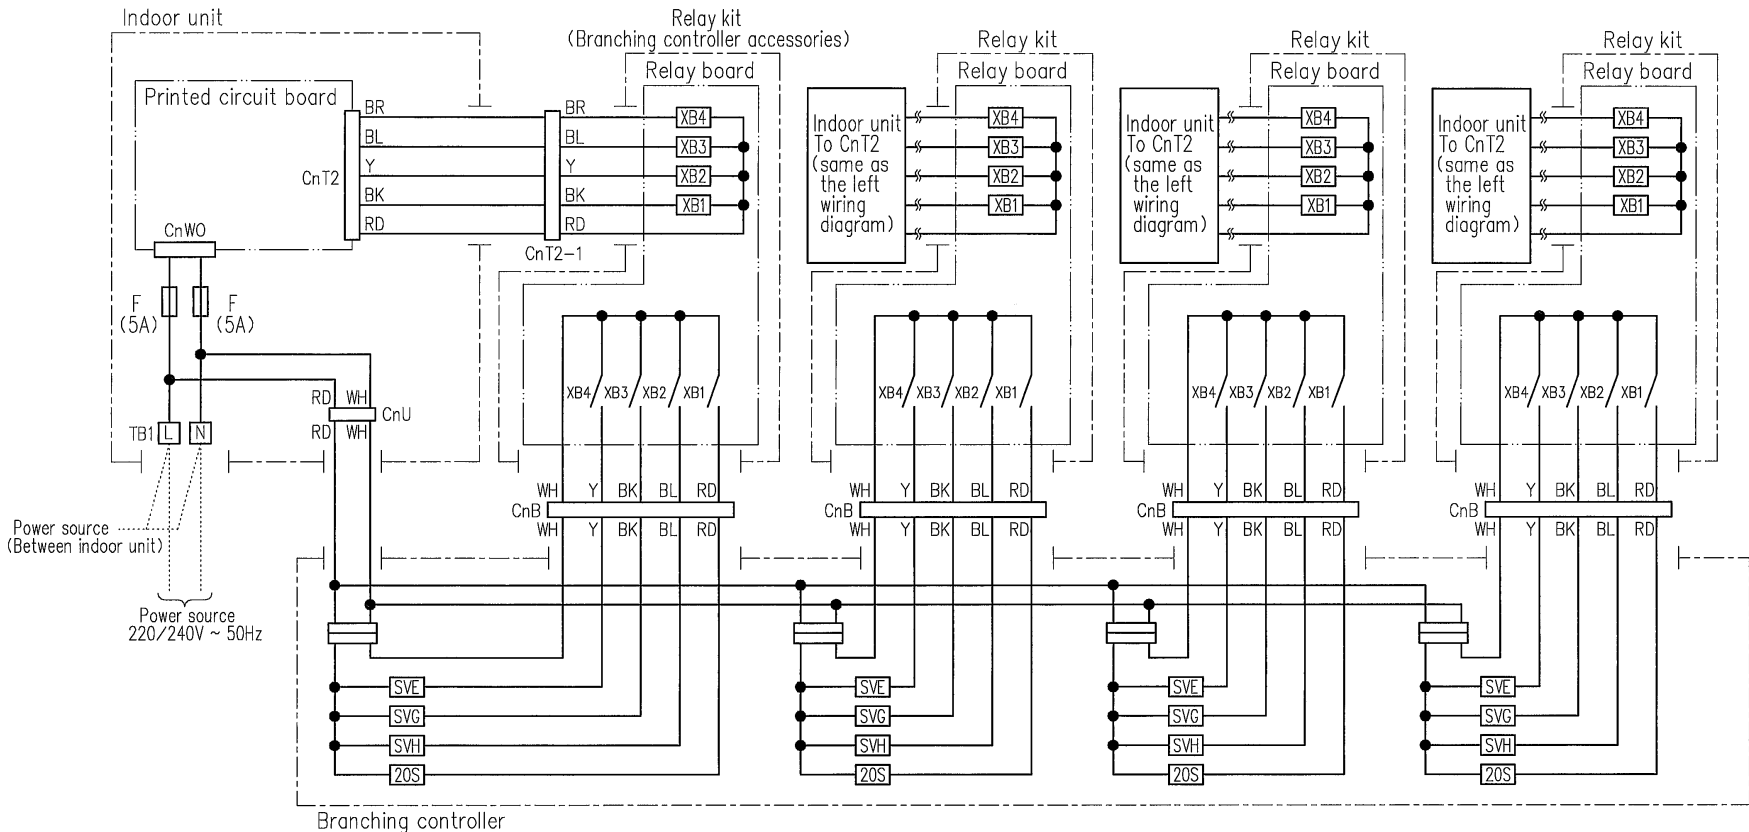 Indoor unit
Relay kit
(Branching controller accessories)
Relay kit
Relay kit
Relay kit
Relay board
Relay board
Relay board
Relay board
Printed circuit board
BR
BR
XB4
XB4
XB4
XB4
BL
BL
XB3
XB3
XB3
XB3
Y
Y
XB2
XB2
XB2
XB2
CnT2
BK
BK
XB1
XB1
XB1
XB1
RD
RD
CnT2-1
Indoor unit
To CnT2
(same as
the left
wiring
diagram)
Indoor unit
To CnT2
(same as
the left
wiring
diagram)
Indoor unit
To CnT2
(same as
the left
wiring
diagram)
CnWO
F
(5A)
F
(5A)
XB4 XB3 XB2 XB1
XB4 XB3 XB2 XB1
XB4 XB3 XB2 XB1
XB4 XB3 XB2 XB1
RD WH
CnU
RD WH
TB1 L N
WH Y BK BL RD
CnB
WH Y BK BL RD
WH Y BK BL RD
CnB
WH Y BK BL RD
WH Y BK BL RD
CnB
WH Y BK BL RD
WH Y BK BL RD
CnB
WH Y BK BL RD
Power source
(Between indoor unit)
Power source
220/240V ~ 50Hz
SVE
SVE
SVE
SVE
SVG
SVG
SVG
SVG
SVH
SVH
SVH
SVH
20S
20S
20S
20S
Branching controller